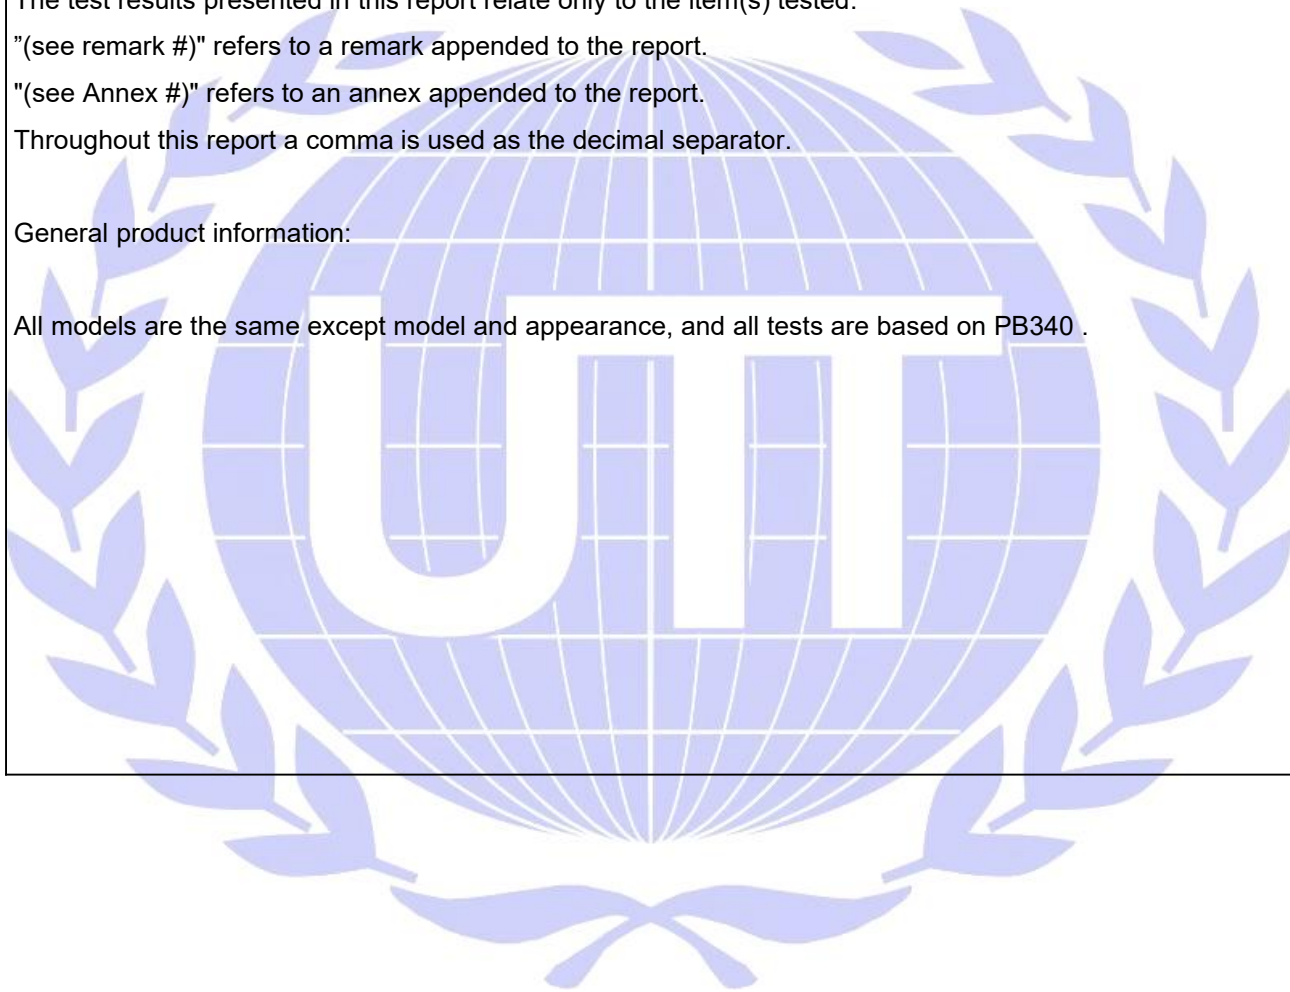 The test results presented in this report relate only to the item(s) tested.
”(see remark #)" refers to a remark appended to the report.
"(see Annex #)" refers to an annex appended to the report.
Throughout this report a comma is used as the decimal separator.
General product information:
All models are the same except model and appearance, and all tests are based on PB340 .
UTT